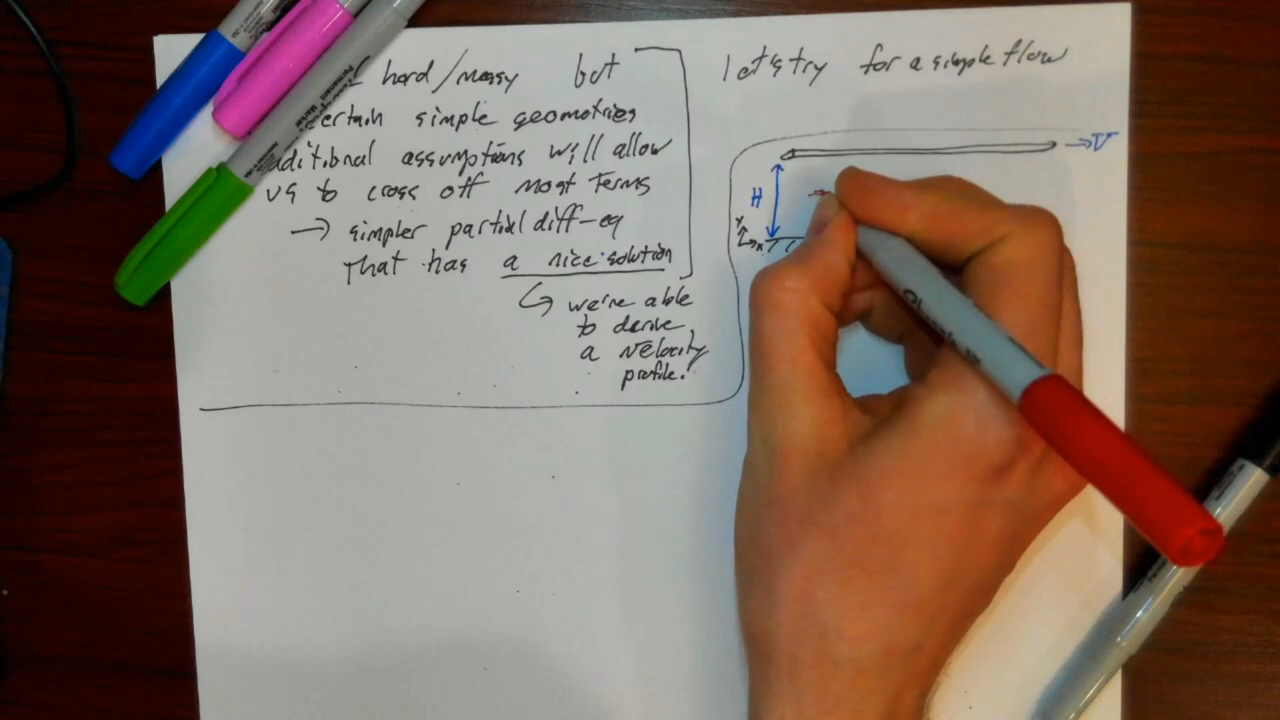 hard/messy but
certain simple geometries
additional assumptions will allow
us to cross off most terms
→ simpler partial diff-eq
that has a nice solution
↳ we're able
to derive
a velocity
profile.
let's try for a simple flow
→V
H
Y
x